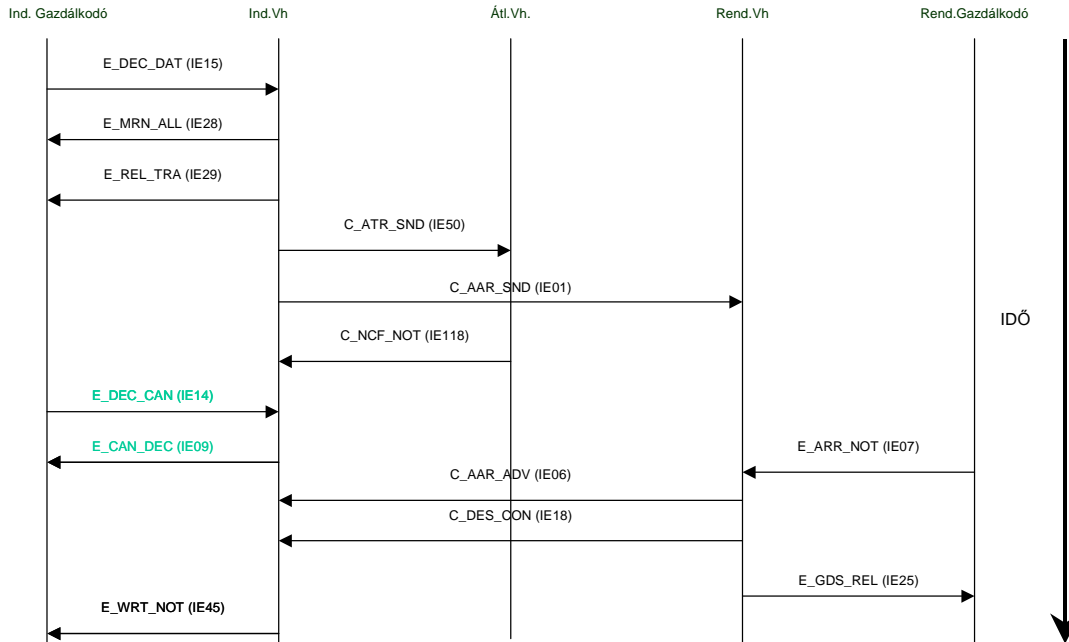 Ind. Gazdálkodó
Ind.Vh
Átl.Vh.
Rend.Vh
Rend.Gazdálkodó
E_DEC_DAT (IE15)
E_MRN_ALL (IE28)
E_REL_TRA (IE29)
C_ATR_SND (IE50)
C_AAR_SND (IE01)
IDŐ
C_NCF_NOT (IE118)
E_DEC_CAN (IE14)
E_CAN_DEC (IE09)
E_ARR_NOT (IE07)
C_AAR_ADV (IE06)
C_DES_CON (IE18)
E_GDS_REL (IE25)
E_WRT_NOT (IE45)